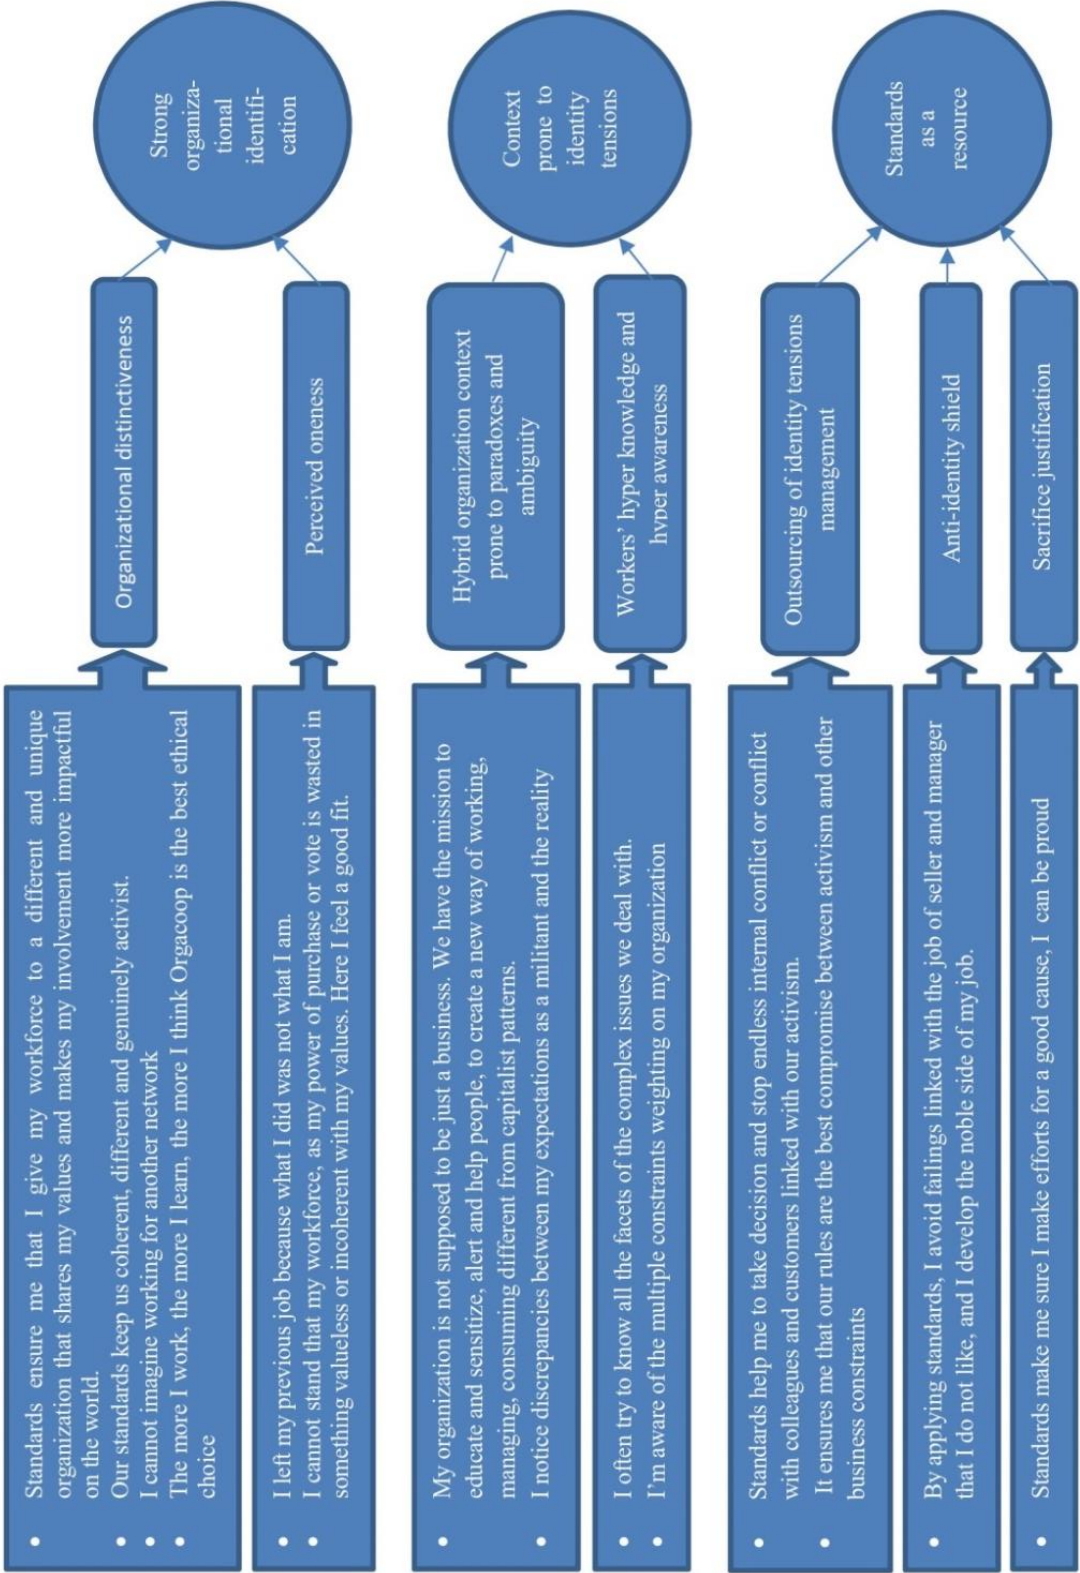 • Standards ensure me that I give my workforce to a different and unique
organization that shares my values and makes my involvement more impactful
on the world.
• Our standards keep us coherent, different and genuinely activist.
• I cannot imagine working for another network
• The more I work, the more I learn, the more I think Orgacoop is the best ethical
choice
Organizational distinctiveness
• I left my previous job because what I did was not what I am.
• I cannot stand that my workforce, as my power of purchase or vote is wasted in
something valueless or incoherent with my values. Here I feel a good fit.
Perceived oneness
Strong
organiza-
tional
identifi-
cation
• My organization is not supposed to be just a business. We have the mission to
educate and sensitize, alert and help people, to create a new way of working,
managing, consuming different from capitalist patterns.
• I notice discrepancies between my expectations as a militant and the reality
Hybrid organization context
prone to paradoxes and
ambiguity
• I often try to know all the facets of the complex issues we deal with.
• I'm aware of the multiple constraints weighting on my organization
Workers' hyper knowledge and
hyper awareness
Context
prone to
identity
tensions
• Standards help me to take decision and stop endless internal conflict or conflict
with colleagues and customers linked with our activism.
• It ensures me that our rules are the best compromise between activism and other
business constraints
Outsourcing of identity tensions
management
• By applying standards, I avoid failings linked with the job of seller and manager
that I do not like, and I develop the noble side of my job.
Anti-identity shield
• Standards make me sure I make efforts for a good cause, I can be proud
Sacrifice justification
Standards
as a
resource